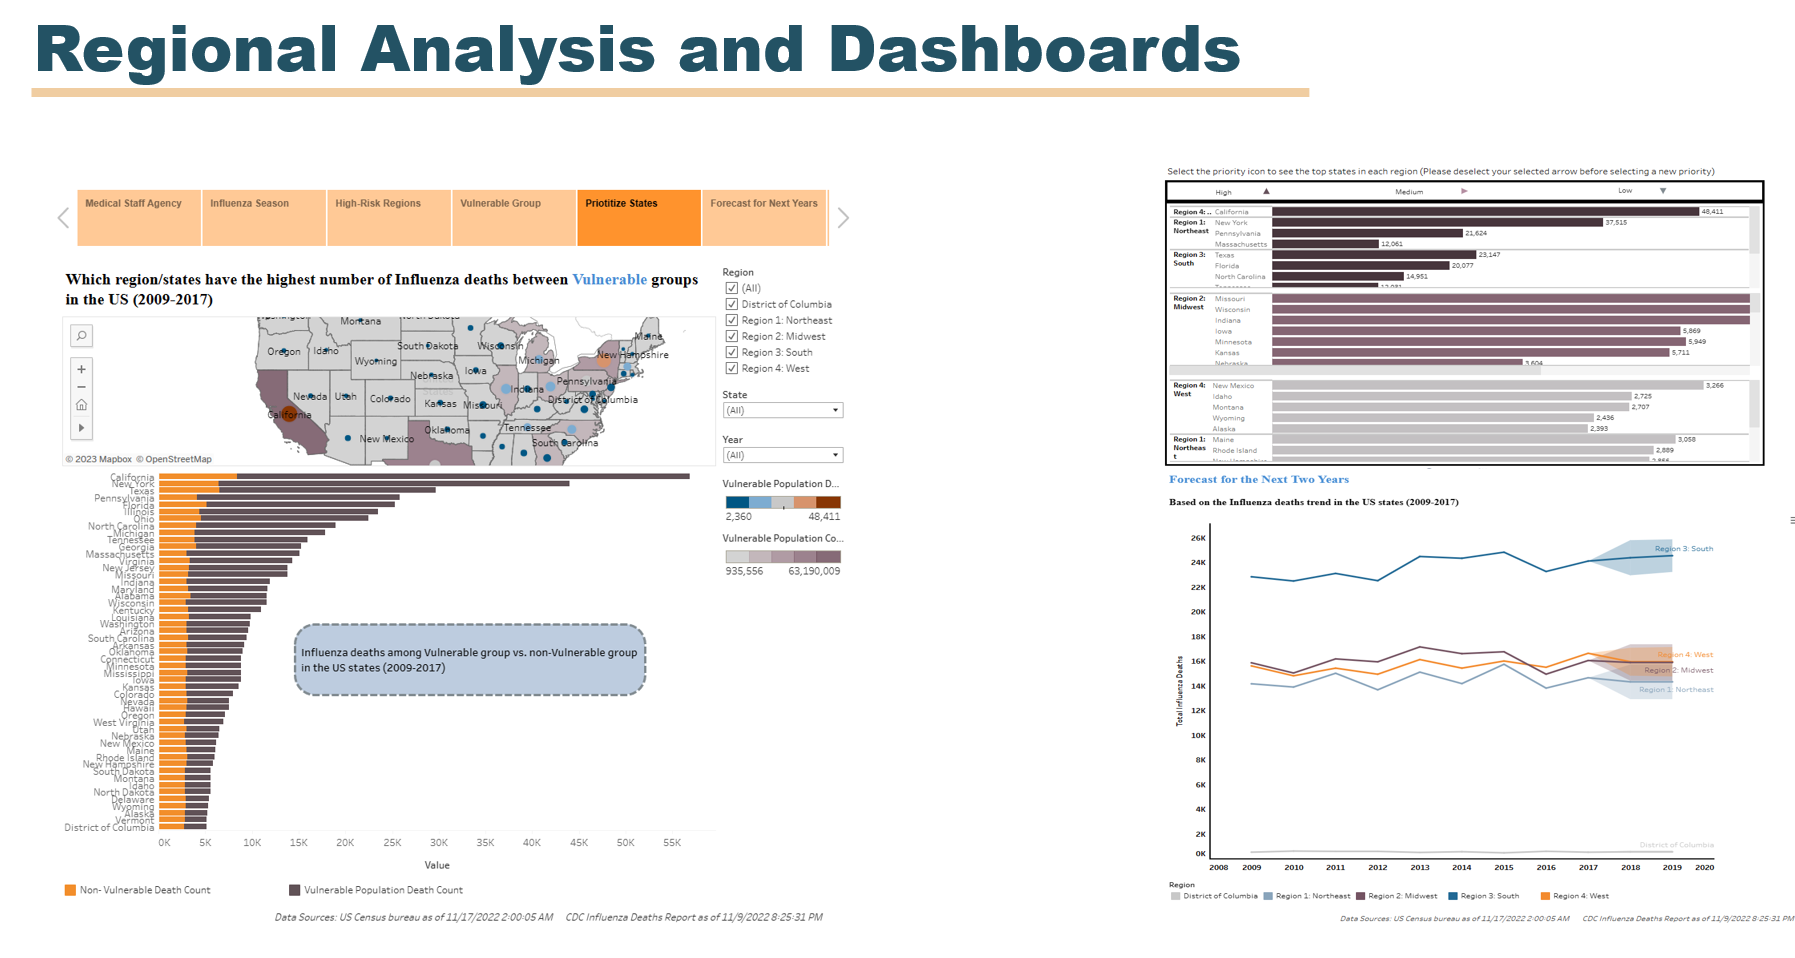 Regional Analysis and Dashboards
Medical Staff Agency
Influenza Season
High-Risk Regions
Vulnerable Group
Priotitize States
Forecast for Next Years
Which region/states have the highest number of Influenza deaths between Vulnerable groups
in the US (2009-2017)
Montana
Oregon
Idaho
South Dakota
Wisconsin
Maine
New Hampshire
Wyoming
Michigan
Nebraska
Iowa
Pennsylvania
Nevada
Utah
Colorado
Kansas
Missouri
Indiana
District of Columbia
California
Oklahoma
Tennessee
New Mexico
South Carolina
© 2023 Mapbox © OpenStreetMap
Region
(All)
District of Columbia
Region 1: Northeast
Region 2: Midwest
Region 3: South
Region 4: West
State
(All)
Year
(All)
Vulnerable Population D...
2,360
48,411
Vulnerable Population Co...
935,556
63,190,009
California
New York
Texas
Pennsylvania
Florida
Illinois
Ohio
North Carolina
Michigan
Tennessee
Georgia
Massachusetts
Virginia
New Jersey
Missouri
Indiana
Maryland
Alabama
Wisconsin
Kentucky
Louisiana
Washington
Arizona
South Carolina
Arkansas
Oklahoma
Connecticut
Minnesota
Mississippi
Iowa
Kansas
Colorado
Nevada
Hawaii
Oregon
West Virginia
Utah
Nebraska
New Mexico
Maine
Rhode Island
New Hampshire
South Dakota
Montana
Idaho
North Dakota
Delaware
Wyoming
Alaska
Vermont
District of Columbia
Influenza deaths among Vulnerable group vs. non-Vulnerable group
in the US states (2009-2017)
0K 5K 10K 15K 20K 25K 30K 35K 40K 45K 50K 55K
Value
Non- Vulnerable Death Count
Vulnerable Population Death Count
Data Sources: US Census bureau as of 11/17/2022 2:00:05 AM CDC Influenza Deaths Report as of 11/9/2022 8:25:31 PM
Select the priority icon to see the top states in each region (Please deselect your selected arrow before selecting a new priority)
High
Medium
Low
Region 4: .. California 48,411
Region 1: New York 37,515
Northeast Pennsylvania 21,624
Massachusetts 12,061
Region 3: Texas 23,147
South Florida 20,077
North Carolina 14,951
Region 2: Missouri
Midwest Wisconsin
Indiana
Iowa 5,869
Minnesota 5,949
Kansas 5,711
Nebraska 3,604
Region 4: New Mexico 3,266
West Idaho 2,725
Montana 2,707
Wyoming 2,436
Alaska 2,393
Region 1: Maine 3,058
Northeas Rhode Island 2,889
t
Forecast for the Next Two Years
Based on the Influenza deaths trend in the US states (2009-2017)
Total Influenza Deaths
26K
24K
22K
20K
18K
16K
14K
12K
10K
8K
6K
4K
2K
0K
Region 3: South
Region 4: West
Region 2: Midwest
Region 1: Northeast
District of Columbia
2008 2009 2010 2011 2012 2013 2014 2015 2016 2017 2018 2019 2020
Region
District of Columbia
Region 1: Northeast
Region 2: Midwest
Region 3: South
Region 4: West
Data Sources: US Census bureau as of 11/17/2022 2:00:05 AM CDC Influenza Deaths Report as of 11/9/2022 8:25:31 PM